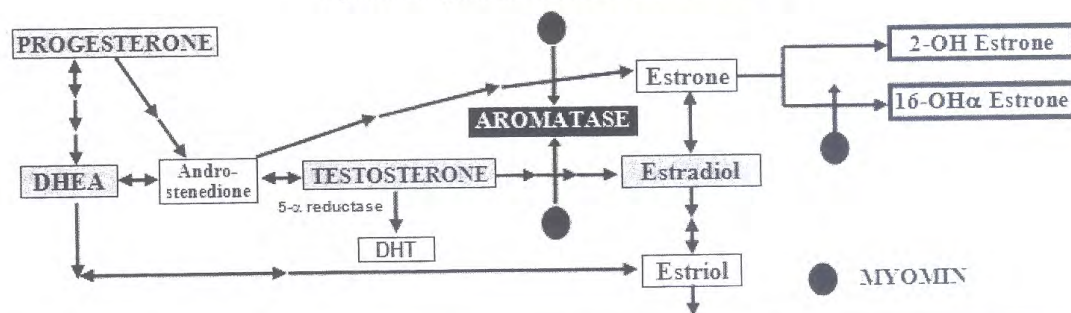 PROGESTERONE
2-OH Estrone
Estrone
16-OHα Estrone
AROMATASE
DHEA
Andro-
stenedione
TESTOSTERONE
Estradiol
5-α reductase
DHT
Estriol
MYOMIN